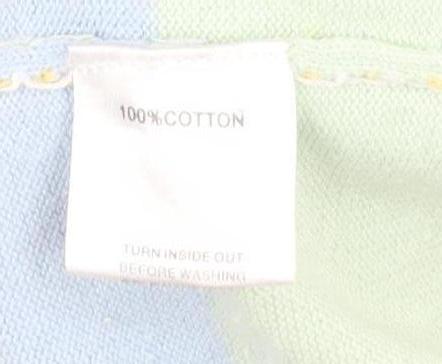 100%COTTON
TURN INSIDE OUT
BEFORE WASHING